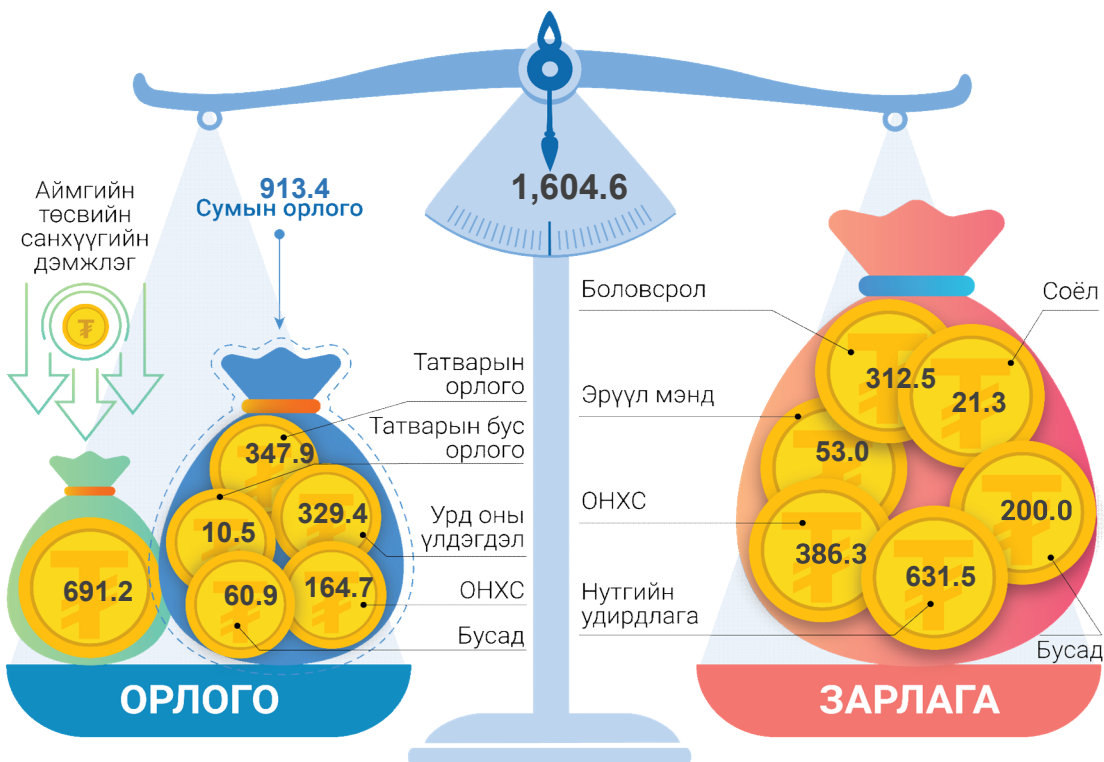 1,604.6
Аймгийн
төсвийн
санхүүгийн
дэмжлэг
913.4
Сумын орлого
Татварын
орлого
Татварын бус
орлого
Урд оны
үлдэгдэл
ОНХС
Бусад
347.9
329.4
10.5
164.7
60.9
691.2
ОРЛОГО
Боловсрол
Соёл
Эрүүл мэнд
ОНХС
Нутгийн
удирдлага
Бусад
312.5
21.3
53.0
200.0
386.3
631.5
ЗАРЛАГА